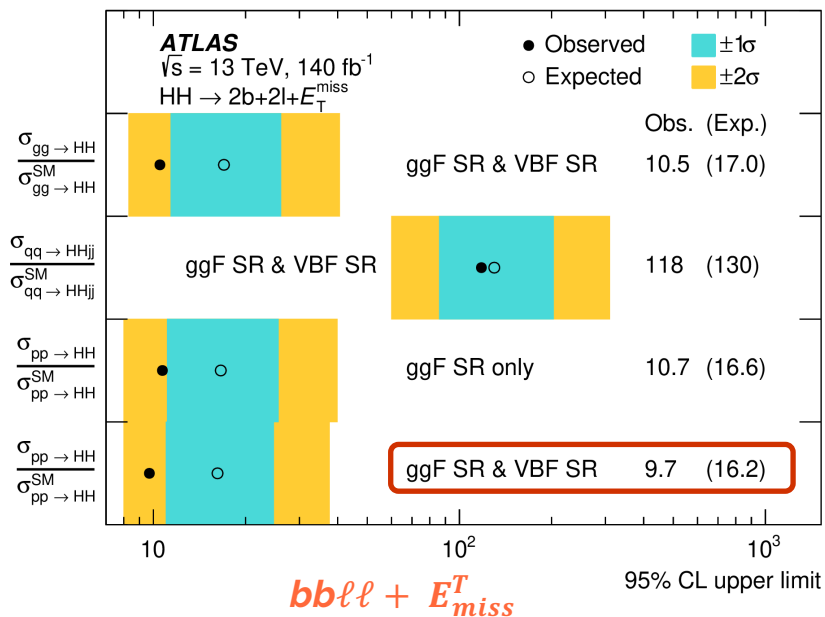 ATLAS
√s = 13 TeV, 140 fb⁻¹
HH → 2b+2l+E_T^miss
● Observed
○ Expected
±1σ
±2σ
Obs. (Exp.)
σ_gg→HH
σ^SM_gg→HH
ggF SR & VBF SR 10.5 (17.0)
σ_qq→HHjj
σ^SM_qq→HHjj
ggF SR & VBF SR 118 (130)
σ_pp→HH
σ^SM_pp→HH
ggF SR only 10.7 (16.6)
σ_pp→HH
σ^SM_pp→HH
ggF SR & VBF SR 9.7 (16.2)
10 10² 10³
95% CL upper limit
bbℓℓ + E^T_miss